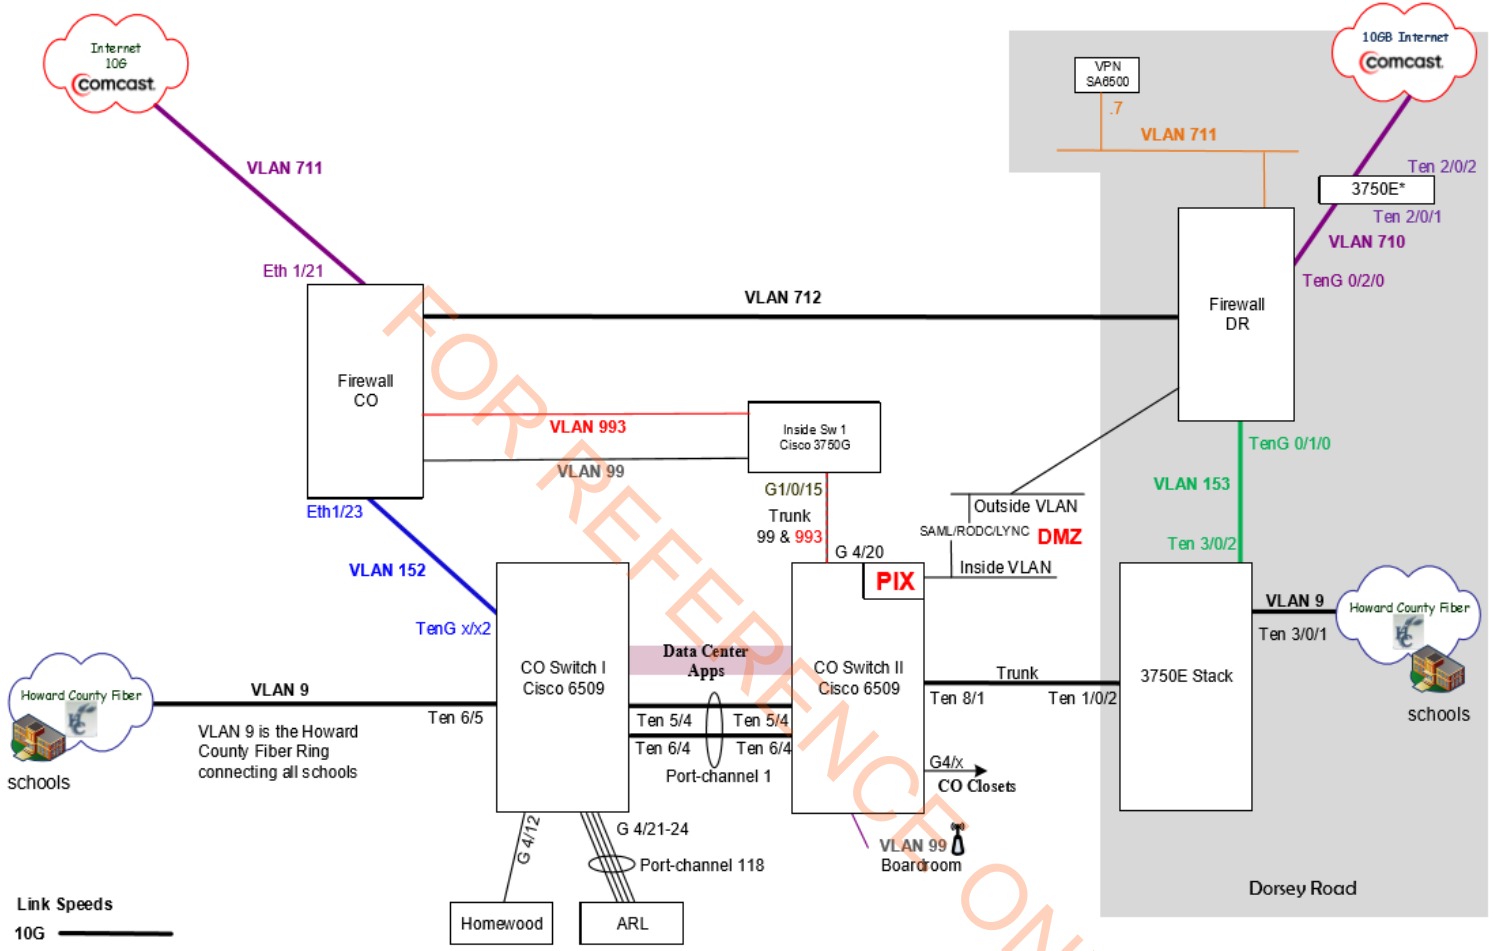 Internet
10G
comcast.
10GB Internet
comcast.
VPN
SA6500
.7
VLAN 711
VLAN 711
Ten 2/0/2
3750E*
Ten 2/0/1
VLAN 710
TenG 0/2/0
Eth 1/21
VLAN 712
Firewall
DR
Firewall
CO
VLAN 993
Inside Sw 1
Cisco 3750G
VLAN 99
TenG 0/1/0
VLAN 153
G1/0/15
Trunk
99 & 993
Outside VLAN
SAML/RODC/LYNC
DMZ
Eth1/23
Ten 3/0/2
G 4/20
PIX
Inside VLAN
VLAN 152
TenG x/x2
VLAN 9
Ten 3/0/1
Howard County Fiber
HC
schools
Data Center
Apps
CO Switch I
Cisco 6509
CO Switch II
Cisco 6509
Trunk
3750E Stack
Ten 8/1
Ten 1/0/2
Howard County Fiber
HC
schools
VLAN 9
Ten 6/5
VLAN 9 is the Howard
County Fiber Ring
connecting all schools
Ten 5/4
Ten 5/4
Ten 6/4
Ten 6/4
Port-channel 1
G4/x
CO Closets
G 4/12
G 4/21-24
Port-channel 118
VLAN 99
Boardroom
Homewood
ARL
Dorsey Road
Link Speeds
10G
FOR REFERENCE ON